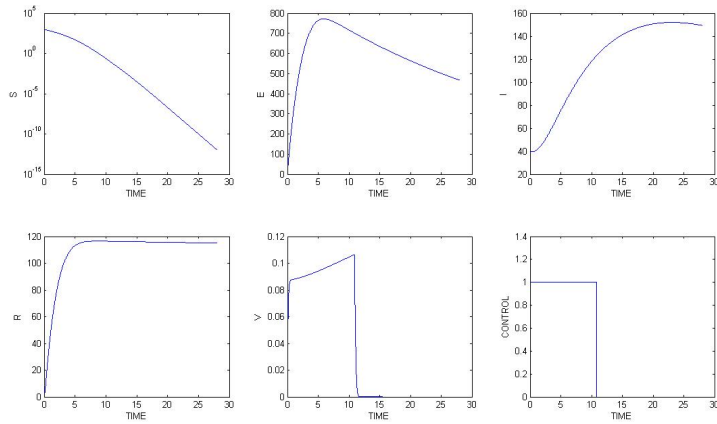 10^5
10^0
10^-5
10^-10
10^-15
S
0 5 10 15 20 25 30
TIME
800
700
600
500
400
300
200
100
0
E
0 5 10 15 20 25 30
TIME
160
140
120
100
80
60
40
20
I
0 5 10 15 20 25 30
TIME
120
100
80
60
40
20
0
R
0 5 10 15 20 25 30
TIME
0.12
0.1
0.08
0.06
0.04
0.02
0
V
0 5 10 15 20 25 30
TIME
1.4
1.2
1
0.8
0.6
0.4
0.2
0
CONTROL
0 5 10 15 20 25 30
TIME